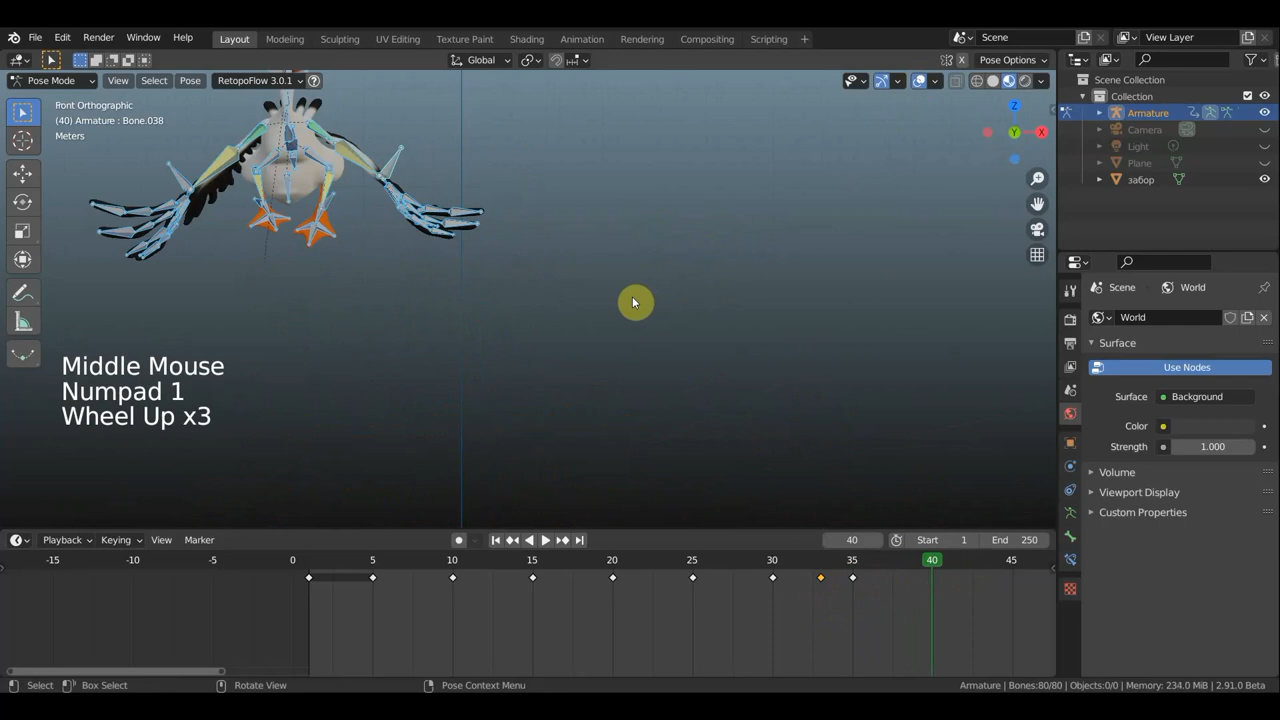 File Edit Render Window Help Layout Modeling Sculpting UV Editing Texture Paint Shading Animation Rendering Compositing Scripting + Scene View Layer
Global Pose Options
Pose Mode View Select Pose RetopoFlow 3.0.1
Front Orthographic
(40) Armature : Bone.038
Meters
Z
Y
X
Middle Mouse
Numpad 1
Wheel Up x3
Scene Collection
Collection
Armature
Camera
Light
Plane
забор
Scene World
World
Surface
Use Nodes
Surface Background
Color
Strength 1.000
Volume
Viewport Display
Custom Properties
Playback Keying View Marker 40 Start 1 End 250
-15 -5 0 5 10 15 20 25 30 35 40 45
Select Box Select Rotate View Pose Context Menu Armature | Bones:80/80 | Objects:0/0 | Memory: 234.0 MiB | 2.91.0 Beta